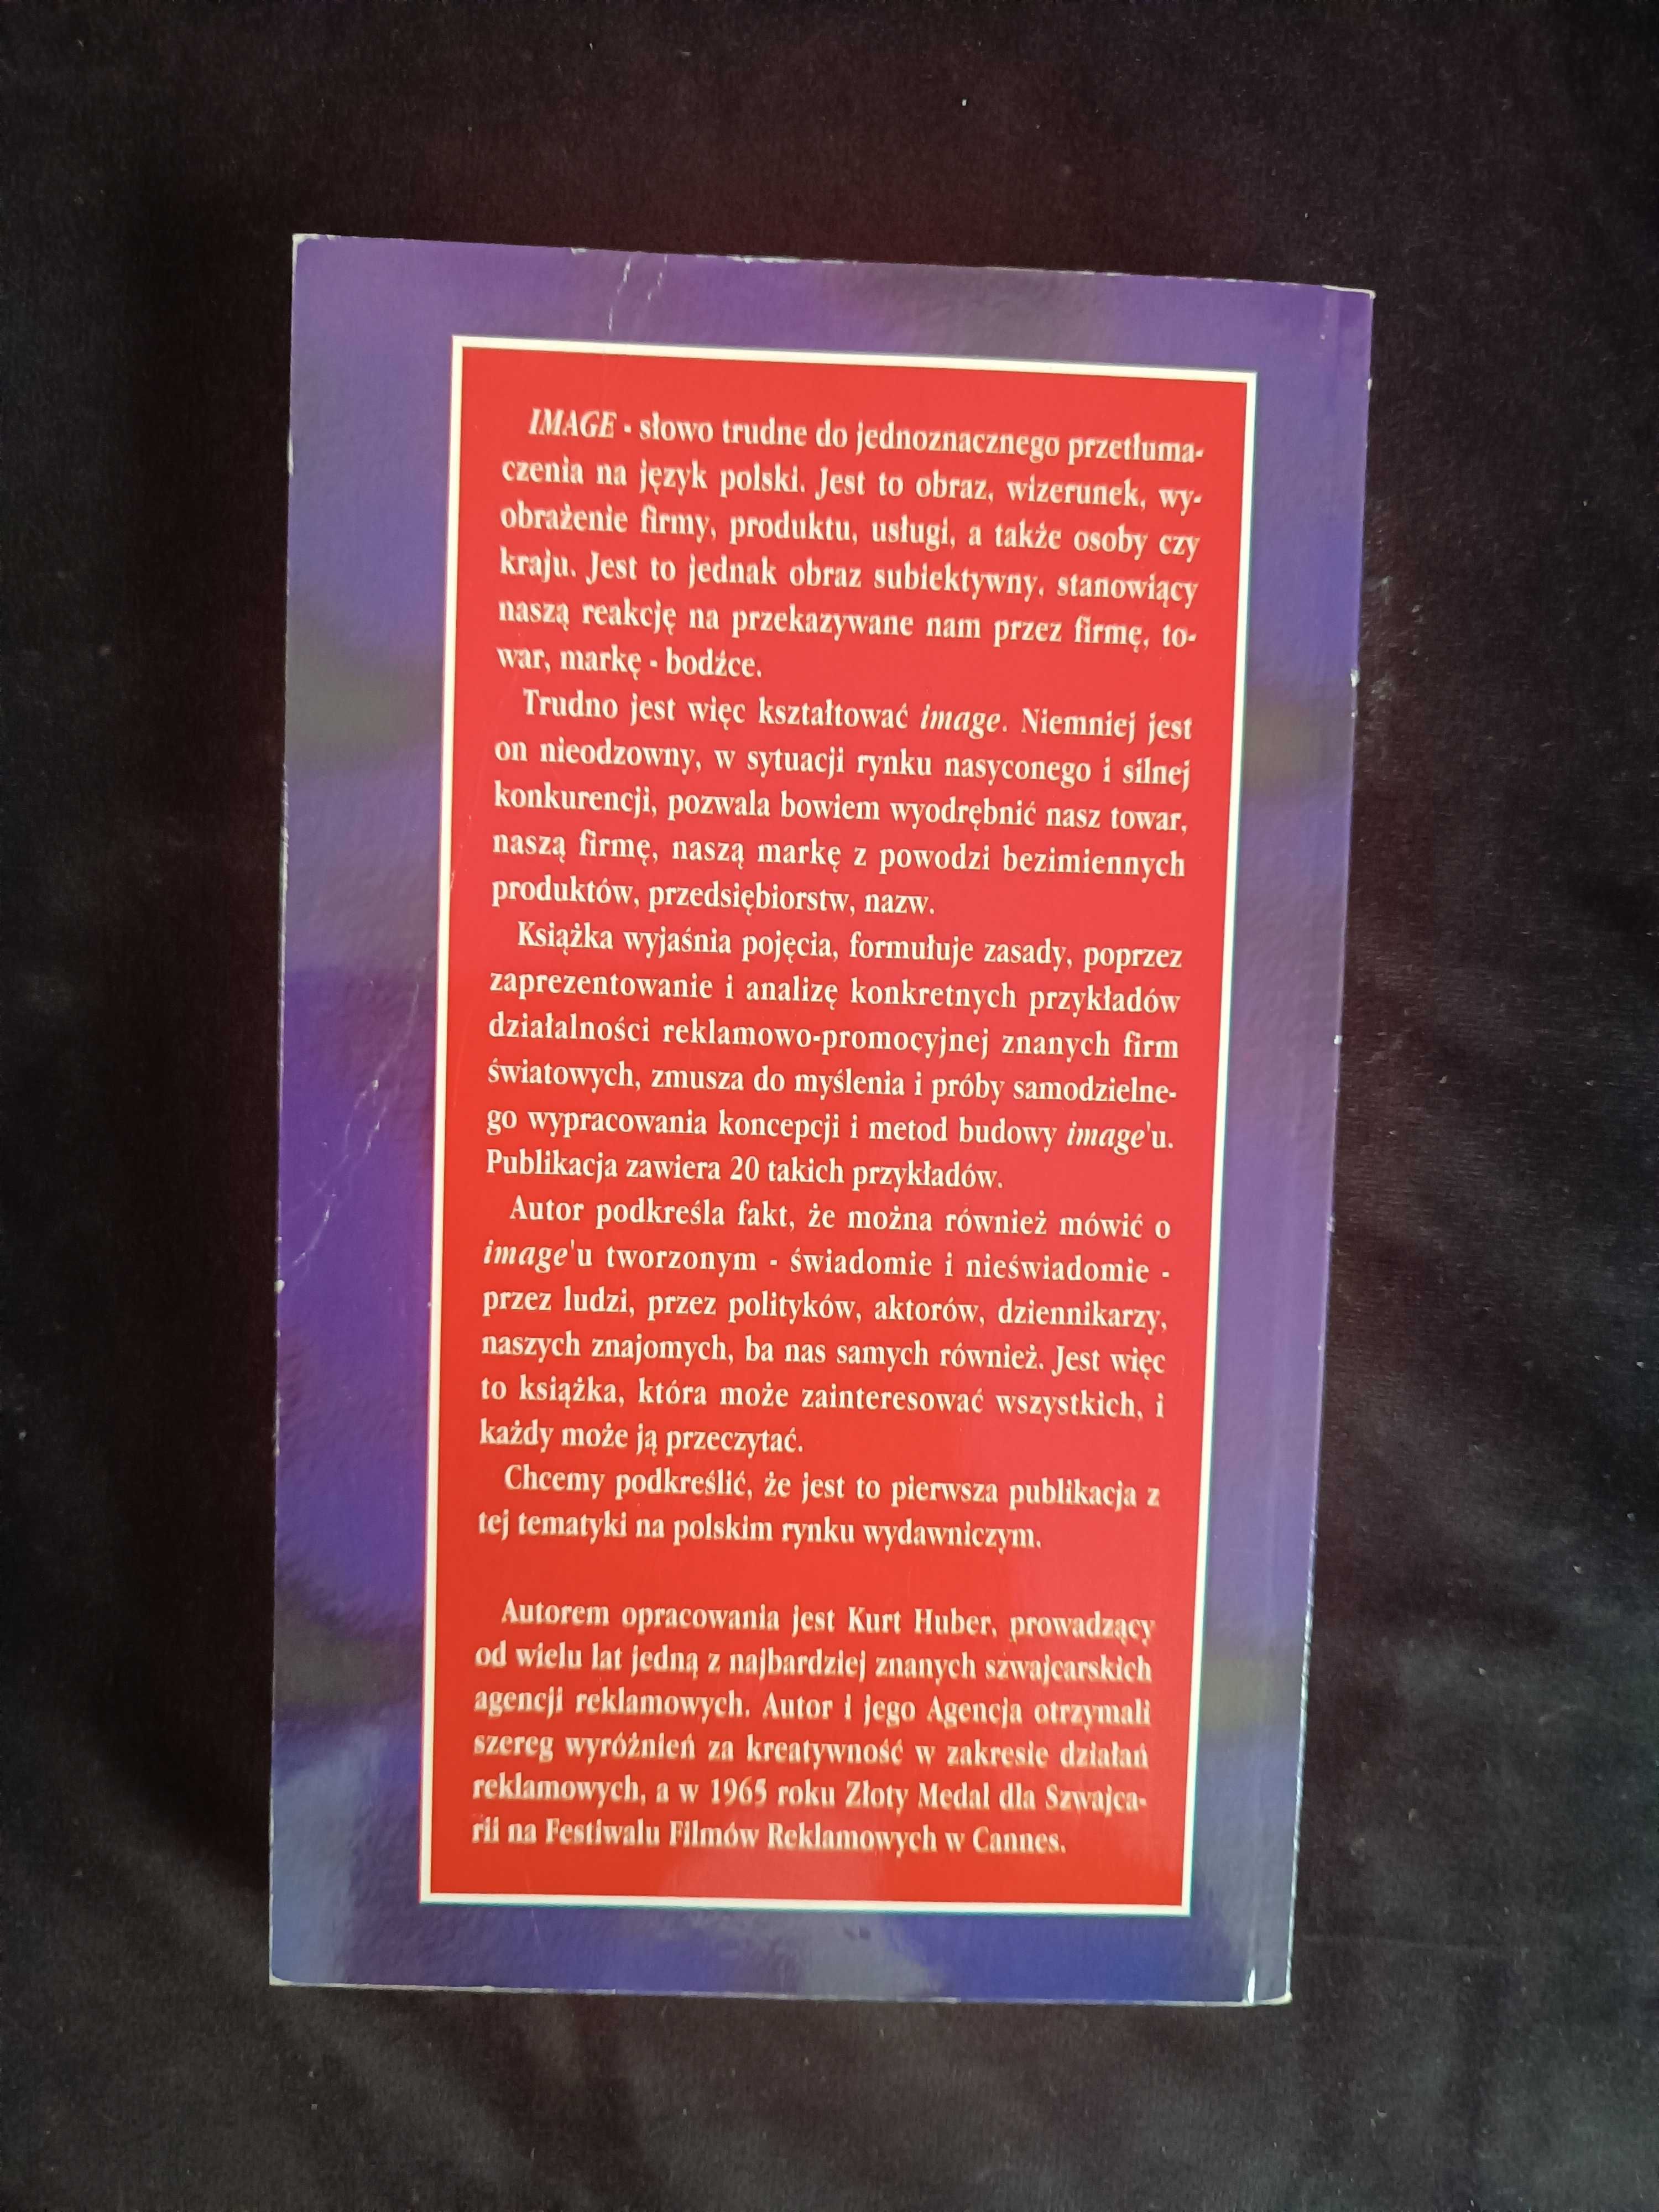 IMAGE - słowo trudne do jednoznacznego przetłuma-
czenia na język polski. Jest to obraz, wizerunek, wy-
obrażenie firmy, produktu, usługi, a także osoby czy
kraju. Jest to jednak obraz subiektywny, stanowiący
naszą reakcję na przekazywane nam przez firmę, to-
war, markę - bodźce.
Trudno jest więc kształtować image. Niemniej jest
on nieodzowny, w sytuacji rynku nasyconego i silnej
konkurencji, pozwala bowiem wyodrębnić nasz towar,
naszą firmę, naszą markę z powodzi bezimiennych
produktów, przedsiębiorstw, nazw.
Książka wyjaśnia pojęcia, formułuje zasady, poprzez
zaprezentowanie i analizę konkretnych przykładów
działalności reklamowo-promocyjnej znanych firm
światowych, zmusza do myślenia i próby samodzielne-
go wypracowania koncepcji i metod budowy image'u.
Publikacja zawiera 20 takich przykładów.
Autor podkreśla fakt, że można również mówić o
image'u tworzonym - świadomie i nieświadomie -
przez ludzi, przez polityków, aktorów, dziennikarzy,
naszych znajomych, ba nas samych również. Jest więc
to książka, która może zainteresować wszystkich, i
każdy może ją przeczytać.
Chcemy podkreślić, że jest to pierwsza publikacja z
tej tematyki na polskim rynku wydawniczym.
Autorem opracowania jest Kurt Huber, prowadzący
od wielu lat jedną z najbardziej znanych szwajcarskich
agencji reklamowych. Autor i jego Agencja otrzymali
szereg wyróżnień za kreatywność w zakresie działań
reklamowych, a w 1965 roku Złoty Medal dla Szwajca-
rii na Festiwalu Filmów Reklamowych w Cannes.